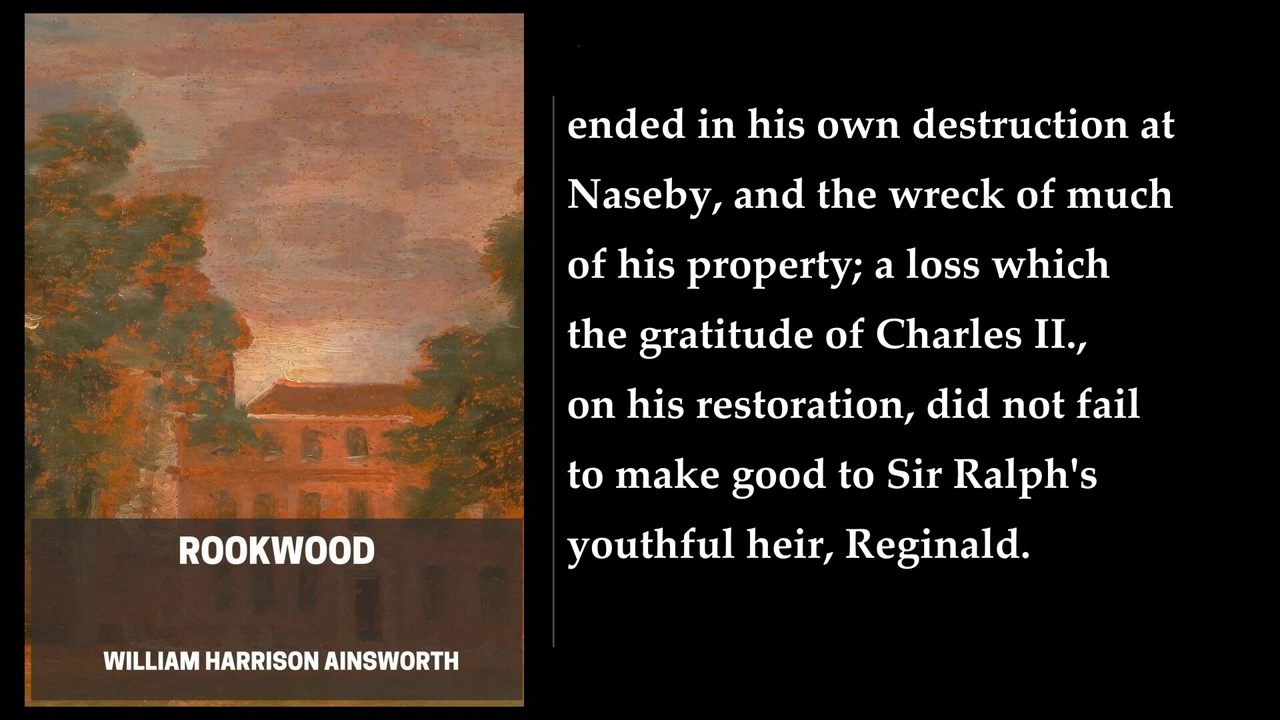 ROOKWOOD
WILLIAM HARRISON AINSWORTH
ended in his own destruction at
Naseby, and the wreck of much
of his property; a loss which
the gratitude of Charles II.,
on his restoration, did not fail
to make good to Sir Ralph's
youthful heir, Reginald.